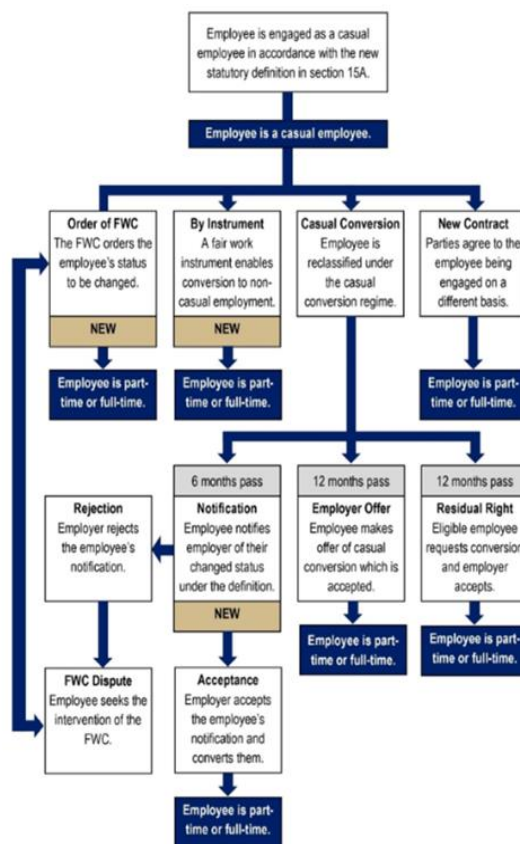 Employee is engaged as a casual
employee in accordance with the new
statutory definition in section 15A.
Employee is a casual employee.
Order of FWC
The FWC orders the
employee's status
to be changed.
NEW
Employee is part-
time or full-time.
By Instrument
A fair work
instrument enables
conversion to non-
casual employment.
NEW
Employee is part-
time or full-time.
Casual Conversion
Employee is
reclassified under
the casual
conversion regime.
New Contract
Parties agree to the
employee being
engaged on a
different basis.
Employee is part-
time or full-time.
Rejection
Employer rejects
the employee's
notification.
FWC Dispute
Employee seeks the
intervention of the
FWC.
6 months pass
Notification
Employee notifies
employer of their
changed status
under the definition.
NEW
Acceptance
Employer accepts
the employee's
notification and
converts them.
Employee is part-
time or full-time.
12 months pass
Employer Offer
Employee makes
offer of casual
conversion which is
accepted.
Employee is part-
time or full-time.
12 months pass
Residual Right
Eligible employee
requests conversion
and employer
accepts.
Employee is part-
time or full-time.